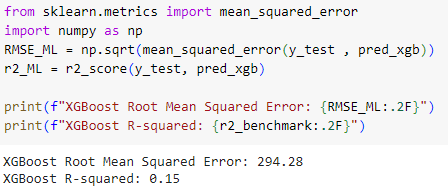 from sklearn.metrics import mean_squared_error
import numpy as np
RMSE_ML = np.sqrt(mean_squared_error(y_test , pred_xgb))
r2_ML = r2_score(y_test, pred_xgb)
print(f"XGBoost Root Mean Squared Error: {RMSE_ML:.2F}")
print(f"XGBoost R-squared: {r2_benchmark:.2F}")
XGBoost Root Mean Squared Error: 294.28
XGBoost R-squared: 0.15